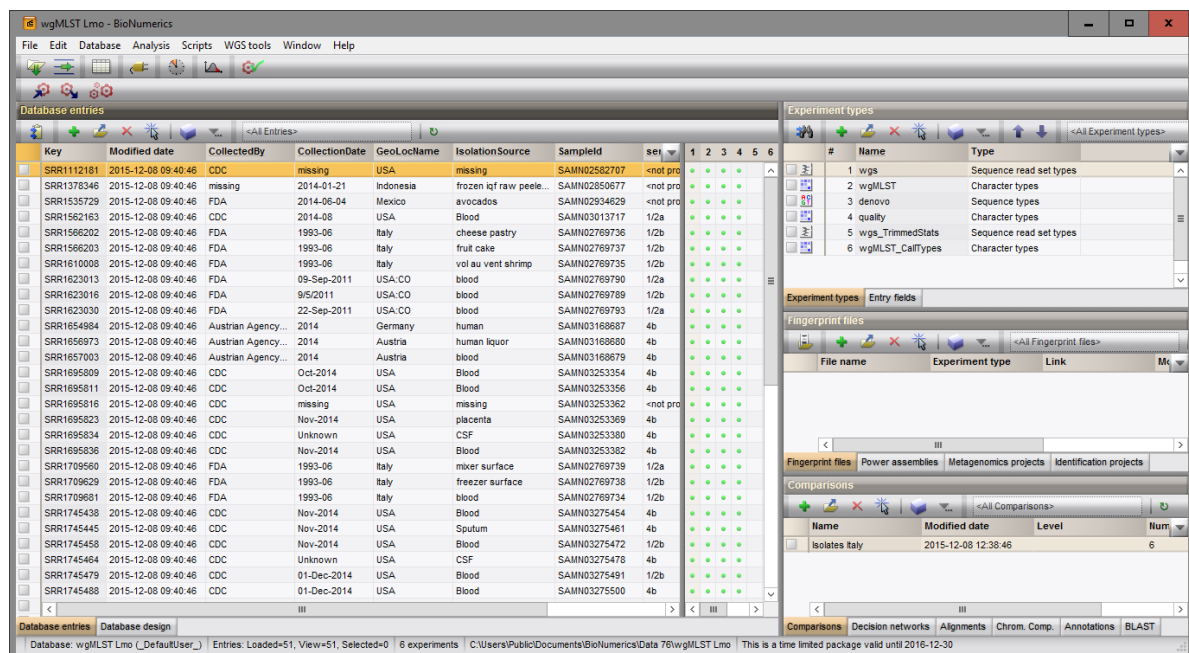 wgMLST Lmo - BioNumerics
File Edit Database Analysis Scripts WGS tools Window Help
Database entries
<All Entries>
Key Modified date CollectedBy CollectionDate GeoLocName IsolationSource SampleId ser 1 2 3 4 5 6
SRR1112181 2015-12-08 09:40:46 CDC missing USA missing SAMN02582707 <not pro
SRR1378346 2015-12-08 09:40:46 missing 2014-01-21 Indonesia frozen iqf raw peele... SAMN02850677 <not pro
SRR1535729 2015-12-08 09:40:46 FDA 2014-06-04 Mexico avocados SAMN02934629 <not pro
SRR1562163 2015-12-08 09:40:46 CDC 2014-08 USA Blood SAMN03013717 1/2a
SRR1566202 2015-12-08 09:40:46 FDA 1993-06 Italy cheese pastry SAMN02769736 1/2b
SRR1566203 2015-12-08 09:40:46 FDA 1993-06 Italy fruit cake SAMN02769737 1/2b
SRR1610008 2015-12-08 09:40:46 FDA 1993-06 Italy vol au vent shrimp SAMN02769735 1/2b
SRR1623013 2015-12-08 09:40:46 FDA 09-Sep-2011 USA:CO blood SAMN02769790 1/2a
SRR1623016 2015-12-08 09:40:46 FDA 9/5/2011 USA:CO blood SAMN02769789 1/2b
SRR1623030 2015-12-08 09:40:46 FDA 22-Sep-2011 USA:CO blood SAMN02769793 1/2a
SRR1654984 2015-12-08 09:40:46 Austrian Agency... 2014 Germany human SAMN03168687 4b
SRR1656973 2015-12-08 09:40:46 Austrian Agency... 2014 Austria human liquor SAMN03168680 4b
SRR1657003 2015-12-08 09:40:46 Austrian Agency... 2014 Austria blood SAMN03168679 4b
SRR1695809 2015-12-08 09:40:46 CDC Oct-2014 USA Blood SAMN03253354 4b
SRR1695811 2015-12-08 09:40:46 CDC Oct-2014 USA Blood SAMN03253356 4b
SRR1695816 2015-12-08 09:40:46 CDC missing USA missing SAMN03253362 <not pro
SRR1695823 2015-12-08 09:40:46 CDC Nov-2014 USA placenta SAMN03253369 4b
SRR1695834 2015-12-08 09:40:46 CDC Unknown USA CSF SAMN03253380 4b
SRR1695836 2015-12-08 09:40:46 CDC Nov-2014 USA Blood SAMN03253382 4b
SRR1709560 2015-12-08 09:40:46 FDA 1993-06 Italy mixer surface SAMN02769739 1/2a
SRR1709629 2015-12-08 09:40:46 FDA 1993-06 Italy freezer surface SAMN02769738 1/2b
SRR1709681 2015-12-08 09:40:46 FDA 1993-06 Italy blood SAMN02769734 1/2b
SRR1745438 2015-12-08 09:40:46 CDC Nov-2014 USA Blood SAMN03275454 4b
SRR1745445 2015-12-08 09:40:46 CDC Nov-2014 USA Sputum SAMN03275461 4b
SRR1745458 2015-12-08 09:40:46 CDC Nov-2014 USA Blood SAMN03275472 1/2b
SRR1745464 2015-12-08 09:40:46 CDC Unknown USA CSF SAMN03275478 4b
SRR1745479 2015-12-08 09:40:46 CDC 01-Dec-2014 USA Blood SAMN03275491 1/2b
SRR1745488 2015-12-08 09:40:46 CDC 01-Dec-2014 USA Blood SAMN03275500 4b
Database entries Database design
Experiment types
<All Experiment types>
# Name Type
1 wgs Sequence read set types
2 wgMLST Character types
3 denovo Sequence types
4 quality Character types
5 wgs_TrimmedStats Sequence read set types
6 wgMLST_CallTypes Character types
Experiment types Entry fields
Fingerprint files
<All Fingerprint files>
File name Experiment type Link Mo
Fingerprint files Power assemblies Metagenomics projects Identification projects
Comparisons
<All Comparisons>
Name Modified date Level Num
Isolates Italy 2015-12-08 12:38:46 6
Comparisons Decision networks Alignments Chrom. Comp. Annotations BLAST
Database: wgMLST Lmo (_DefaultUser_) Entries: Loaded=51, View=51, Selected=0 6 experiments C:\Users\Public\Documents\BioNumerics\Data 76\wgMLST Lmo This is a time limited package valid until 2016-12-30